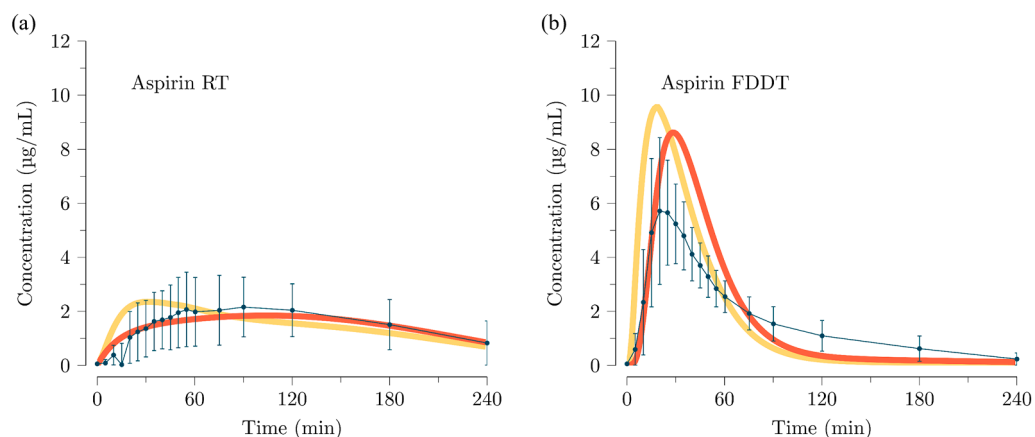 (a)
12
10
8
6
4
2
0
Concentration (µg/mL)
Aspirin RT
0 60 120 180 240
Time (min)
(b)
12
10
8
6
4
2
0
Concentration (µg/mL)
Aspirin FDDT
0 60 120 180 240
Time (min)